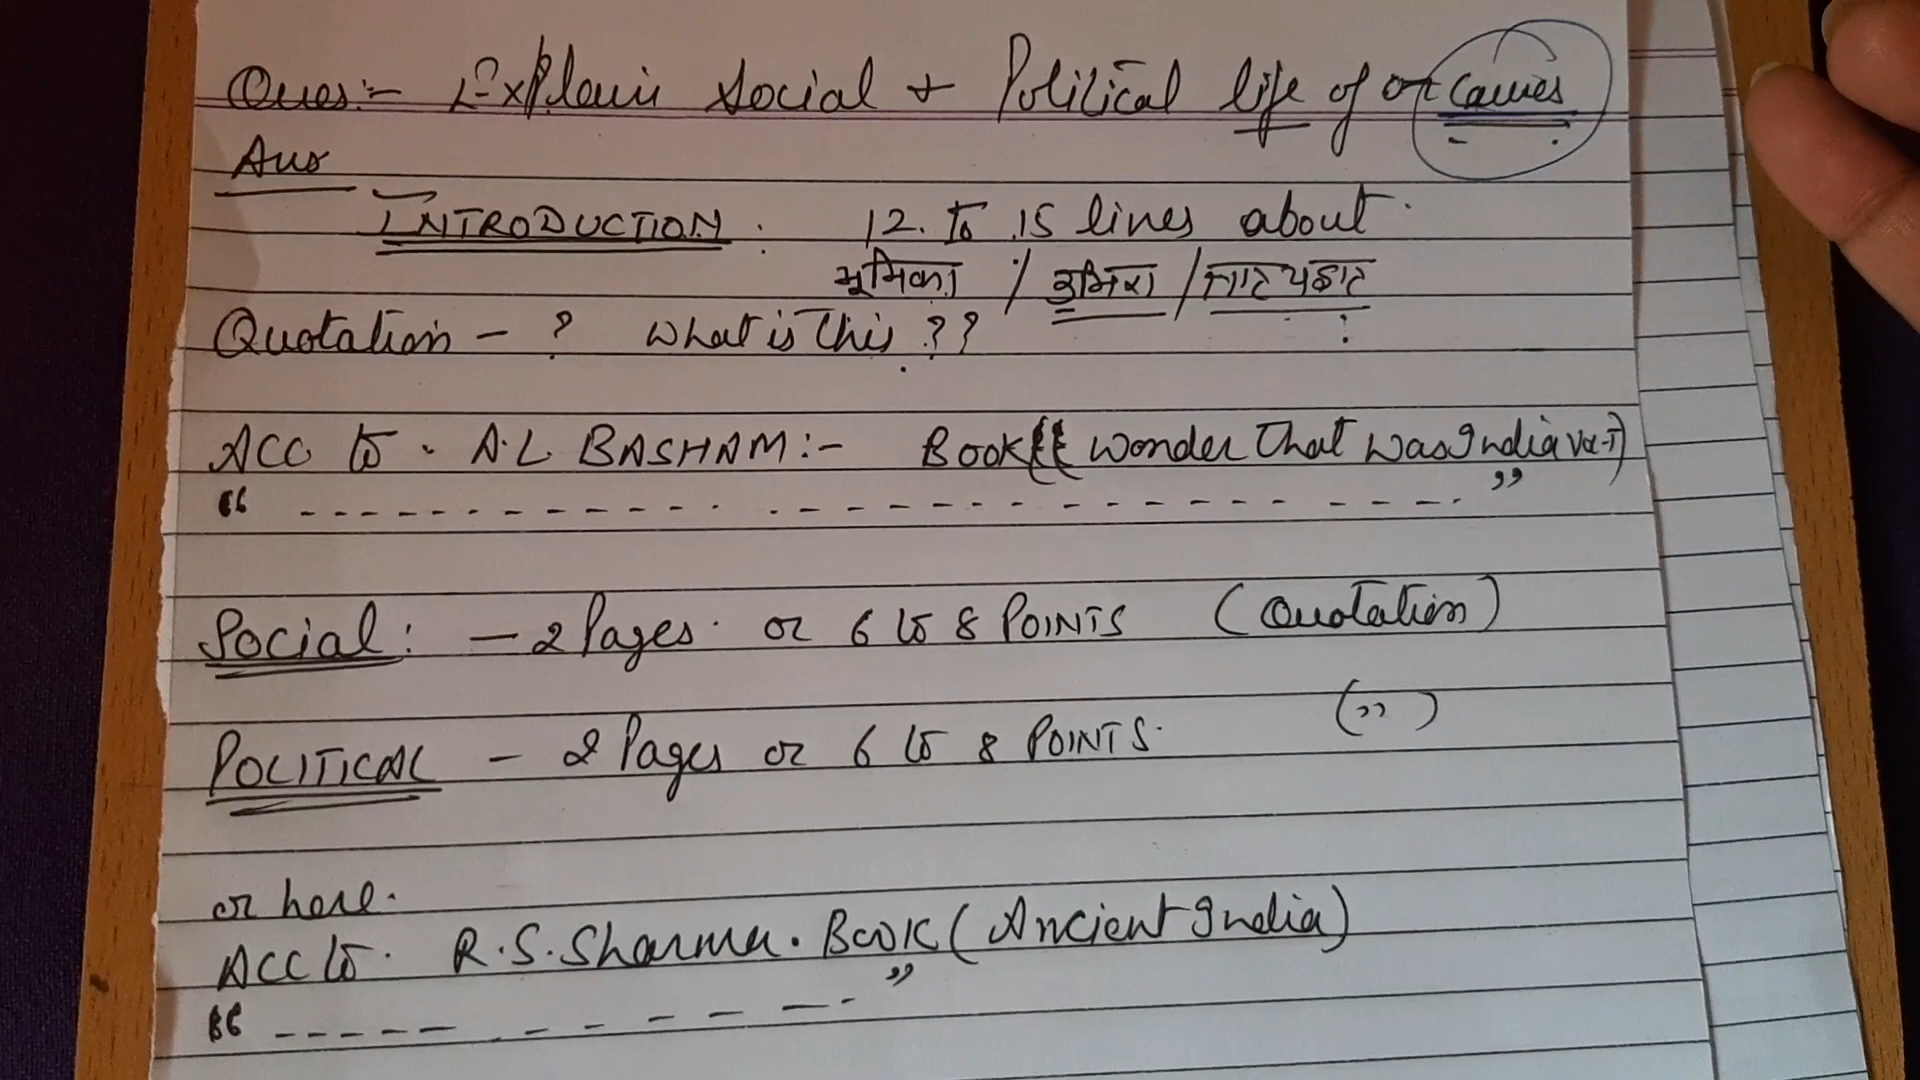 Ques:- Explain Social + Political life of or causes
Ans
INTRODUCTION : 12 to 15 lines about.
भूमिका / भूमिका /
Quotation - ? what is this ??
ACC to. A.L BASHAM:- Book (( Wonder That Was India Vol-I)
“ - - - - - - - - - - - - - - - - - - - - - - - - - - - - ”
Social: - 2 Pages. or 6 to 8 POINTS (Quotation)
POLITICAL - 2 Pages or 6 to 8 POINTS. ( ” )
or here.
ACC to. R.S. Sharma. Book ( Ancient India)
“ - - - - - - - - - - - ”